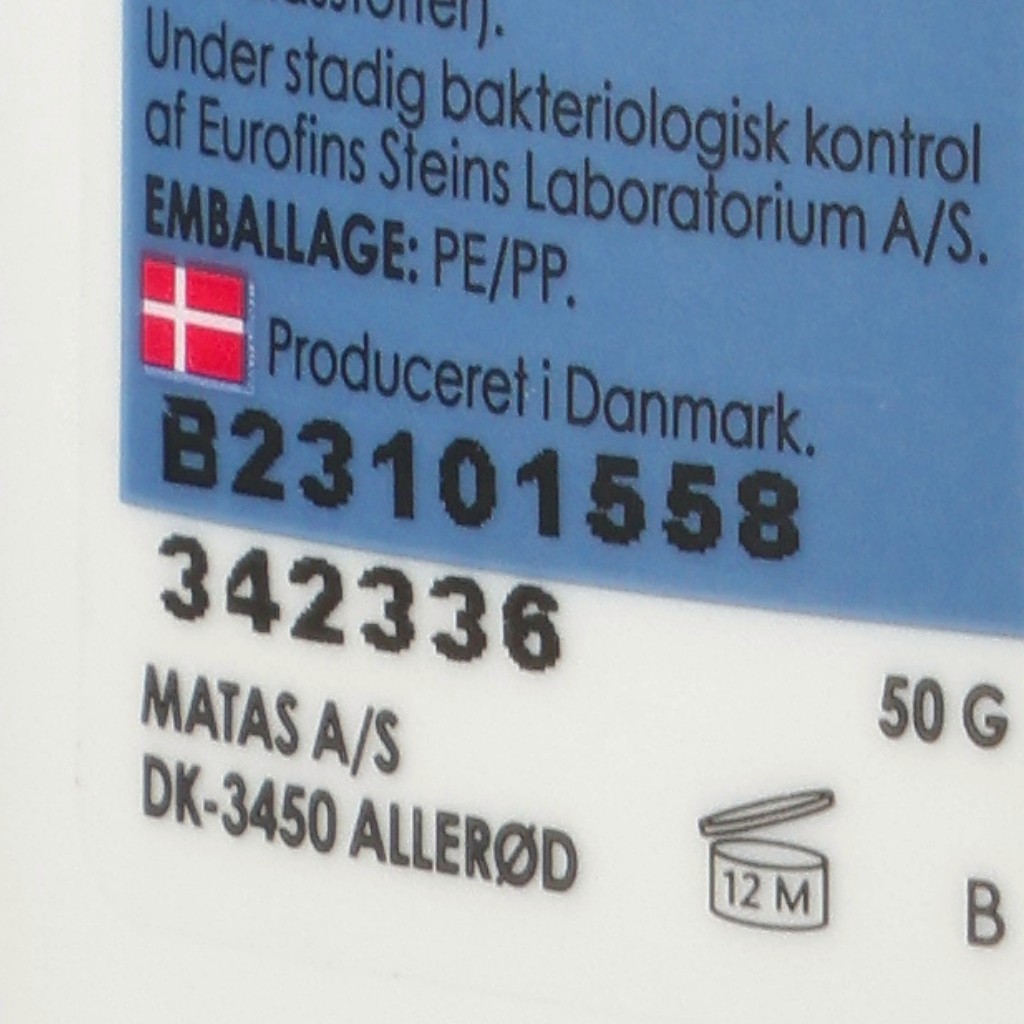 Under stadig bakteriologisk kontrol
af Eurofins Steins Laboratorium A/S.
EMBALLAGE: PE/PP.
Produceret i Danmark.
B23101558
342336
50 G
MATAS A/S
DK-3450 ALLERØD
12 M
B